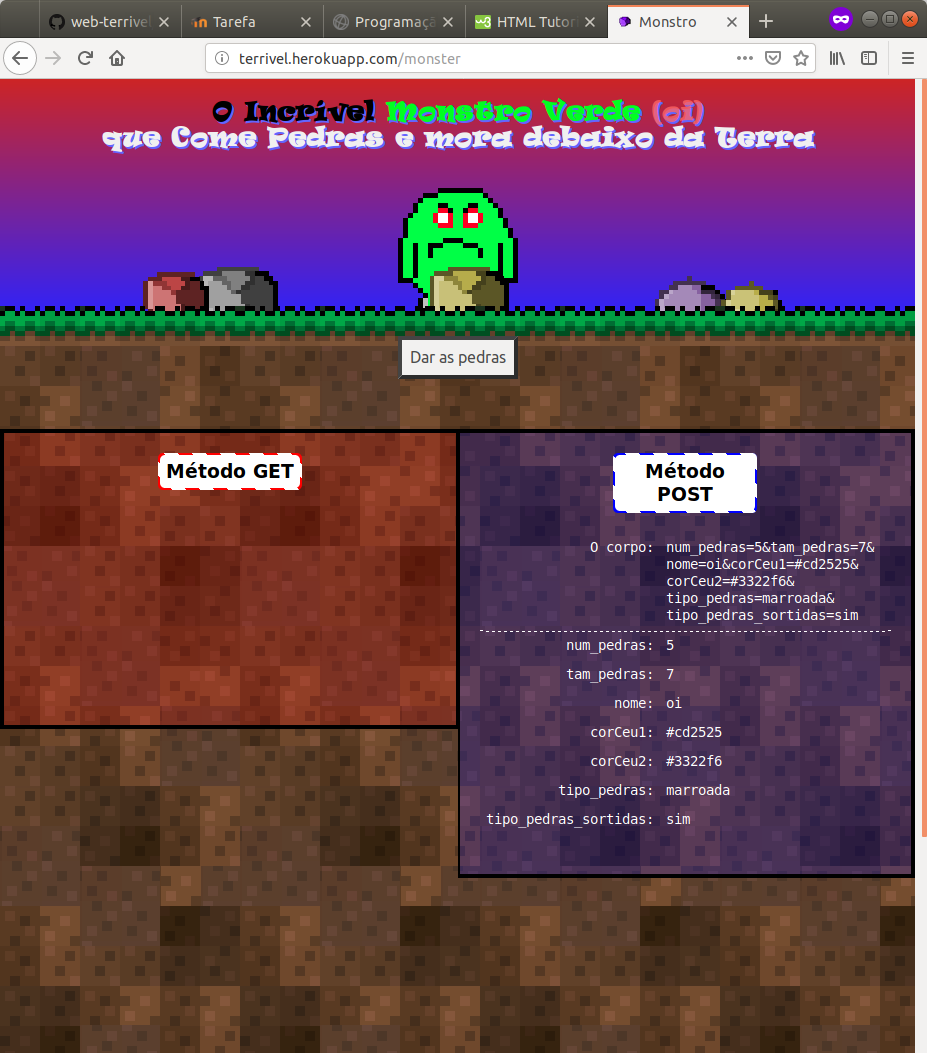 web-terrivel
Tarefa
Programaçã
HTML Tutor
Monstro
terrivel.herokuapp.com/monster
O Incrível Monstro Verde (oi)
que Come Pedras e mora debaixo da Terra
Dar as pedras
Método GET
Método
POST
O corpo: num_pedras=5&tam_pedras=7&
nome=oi&corCeu1=#cd2525&
corCeu2=#3322f6&
tipo_pedras=marroada&
tipo_pedras_sortidas=sim
num_pedras: 5
tam_pedras: 7
nome: oi
corCeu1: #cd2525
corCeu2: #3322f6
tipo_pedras: marroada
tipo_pedras_sortidas: sim